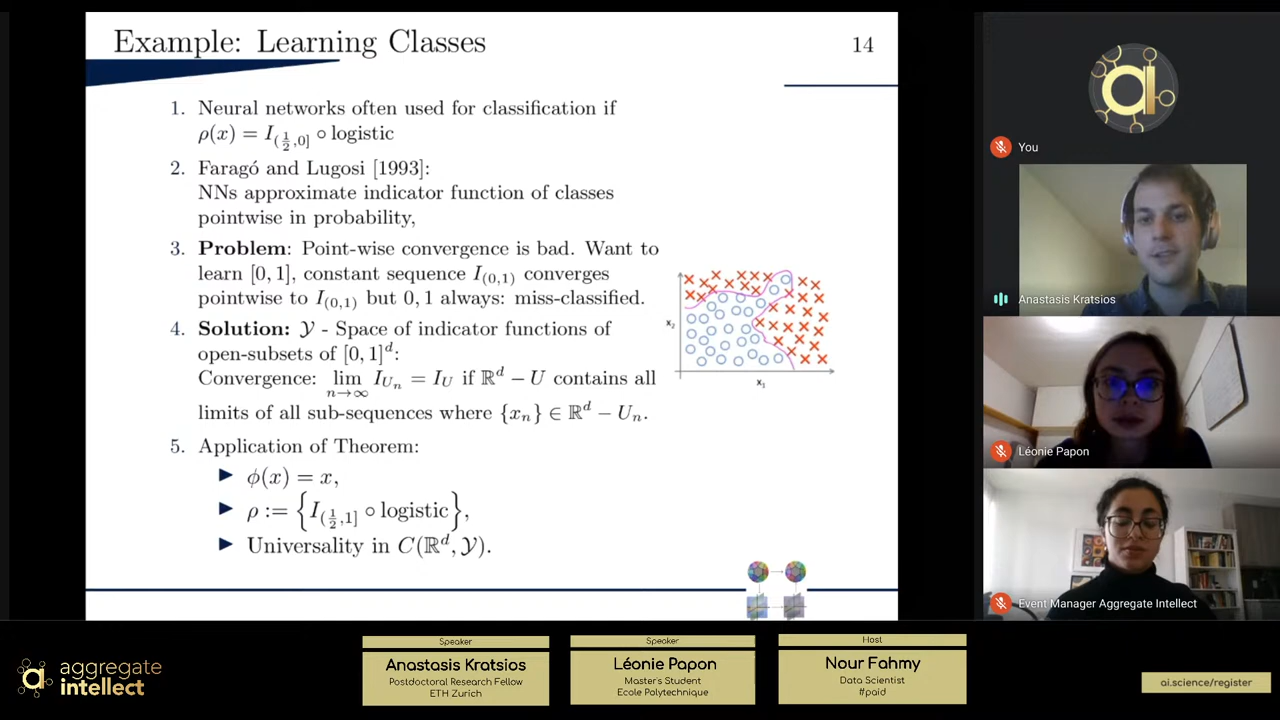 Example: Learning Classes
14
1. Neural networks often used for classification if
ρ(x) = I_{(1/2,0]} ∘ logistic
2. Faragó and Lugosi [1993]:
NNs approximate indicator function of classes
pointwise in probability,
3. Problem: Point-wise convergence is bad. Want to
learn [0, 1], constant sequence I_{(0,1)} converges
pointwise to I_{(0,1)} but 0, 1 always: miss-classified.
4. Solution: 𝒴 - Space of indicator functions of
open-subsets of [0, 1]^d:
Convergence: lim_{n→∞} I_{U_n} = I_U if ℝ^d − U contains all
limits of all sub-sequences where {x_n} ∈ ℝ^d − U_n.
5. Application of Theorem:
▶ ϕ(x) = x,
▶ ρ := {I_{(1/2,1]} ∘ logistic},
▶ Universality in C(ℝ^d, 𝒴).
x₂
x₁
You
Anastasis Kratsios
Léonie Papon
Event Manager Aggregate Intellect
aggregate
intellect
Speaker
Anastasis Kratsios
Postdoctoral Research Fellow
ETH Zurich
Speaker
Léonie Papon
Master's Student
Ecole Polytechnique
Host
Nour Fahmy
Data Scientist
#paid
ai.science/register